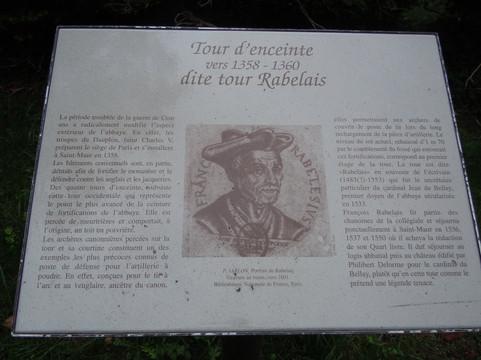 Tour d'enceinte
vers 1358 - 1360
dite tour Rabelais
La période troublée de la guerre de Cent
ans a radicalement modifié l'aspect
extérieur de l'abbaye. En effet, les
troupes du Dauphin, futur Charles V,
préparent le siège de Paris et s'installent
à Saint-Maur en 1358.
Les bâtiments conventuels sont, en partie,
détruits afin de fortifier le monastère et le
défendre contre les anglais et les jacqueries.
Des quatre tours d'enceinte, subsiste
cette tour occidentale qui représente
le point le plus avancé de la ceinture
de fortifications de l'abbaye. Elle est
percée de meurtrières et comportait, à
l'origine, un toit en poivrière.
Les archères canonnières percées sur la
tour et sa courtine constituent un des
exemples les plus précoces connus de
poste de défense pour l'artillerie à
poudre. En effet, conçues pour le tir à
l'arc et au veuglaire, ancêtre du canon,
FRANC
RABELESIV
P. SABLON, Portrait de Rabelais,
Bibliothèque Nationale de France, Paris.
elles permettaient aux archers de
couvrir le poste de tir lors du long
rechargement de la pièce d'artillerie. Le
niveau du sol actuel, rehaussé d'1 m 70
par le comblement du fossé qui entourait
ces fortifications, correspond au premier
étage de la tour. La tour est dite
«Rabelais» en souvenir de l'écrivain
(1483(?)-1553) qui fut le secrétaire
particulier du cardinal Jean du Bellay,
premier doyen de l'abbaye sécularisée
en 1533.
François Rabelais fit partie des
chanoines de la collégiale et séjourna
ponctuellement à Saint-Maur en 1536,
1537 et 1550 où il acheva la rédaction
de son Quart livre. Il dut séjourner au
logis abbatial puis au château édifié par
Philibert Delorme pour le cardinal du
Bellay, plutôt qu'en cette tour comme le
prétend une légende tenace.